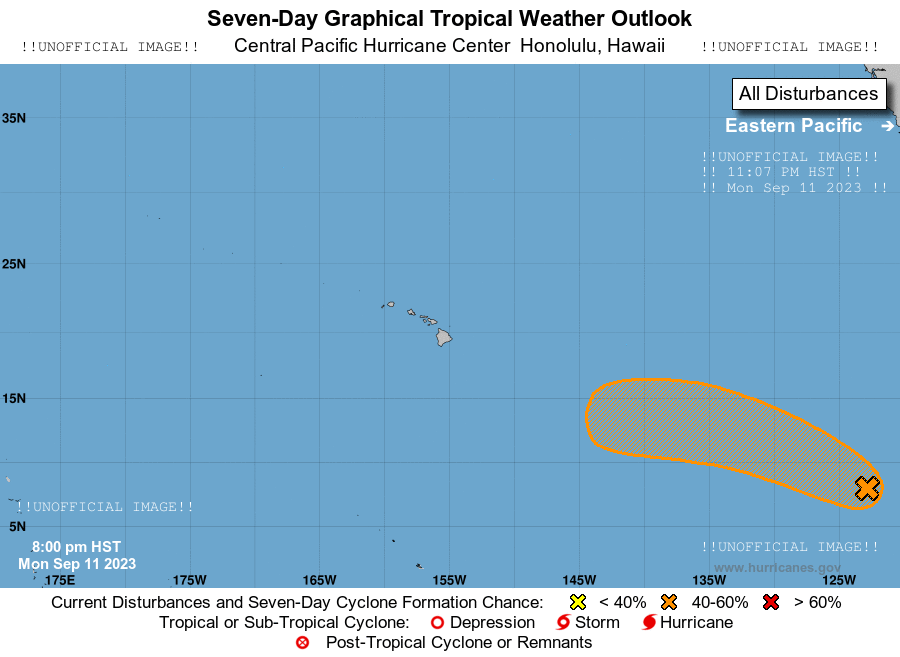 Seven-Day Graphical Tropical Weather Outlook
!!UNOFFICIAL IMAGE!! Central Pacific Hurricane Center Honolulu, Hawaii !!UNOFFICIAL IMAGE!!
All Disturbances
35N
Eastern Pacific →
!!UNOFFICIAL IMAGE!!
!! 11:07 PM HST !!
!! Mon Sep 11 2023 !!
25N
15N
!!UNOFFICIAL IMAGE!!
5N
8:00 pm HST
!!UNOFFICIAL IMAGE!!
Mon Sep 11 2023
www.hurricanes.gov
175E 175W 165W 155W 145W 135W 125W
Current Disturbances and Seven-Day Cyclone Formation Chance: < 40% 40-60% > 60%
Tropical or Sub-Tropical Cyclone: Depression Storm Hurricane
Post-Tropical Cyclone or Remnants